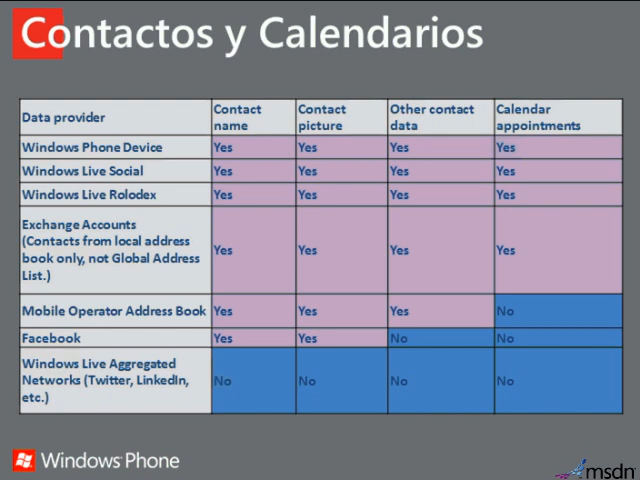 Contactos y Calendarios
Data provider Contact name Contact picture Other contact data Calendar appointments
Windows Phone Device Yes Yes Yes Yes
Windows Live Social Yes Yes Yes Yes
Windows Live Rolodex Yes Yes Yes Yes
Exchange Accounts
(Contacts from local address
book only, not Global Address
List.) Yes Yes Yes Yes
Mobile Operator Address Book Yes Yes Yes No
Facebook Yes Yes No No
Windows Live Aggregated
Networks (Twitter, LinkedIn,
etc.) No No No No
Windows Phone
msdn